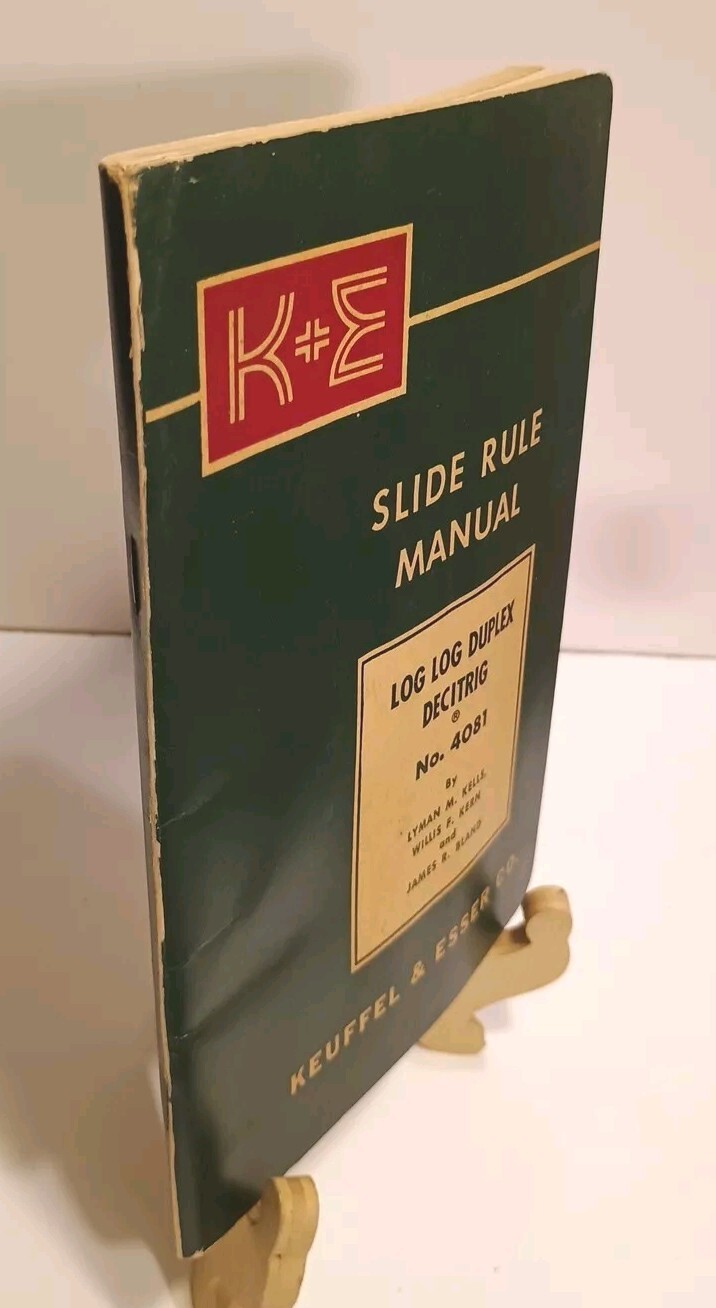 K+E
SLIDE RULE
MANUAL
LOG LOG DUPLEX
DECITRIG
®
No. 4081
By
LYMAN M. KELLS,
WILLIS F. KERN
and
JAMES R. BLAND
KEUFFEL & ESSER CO.